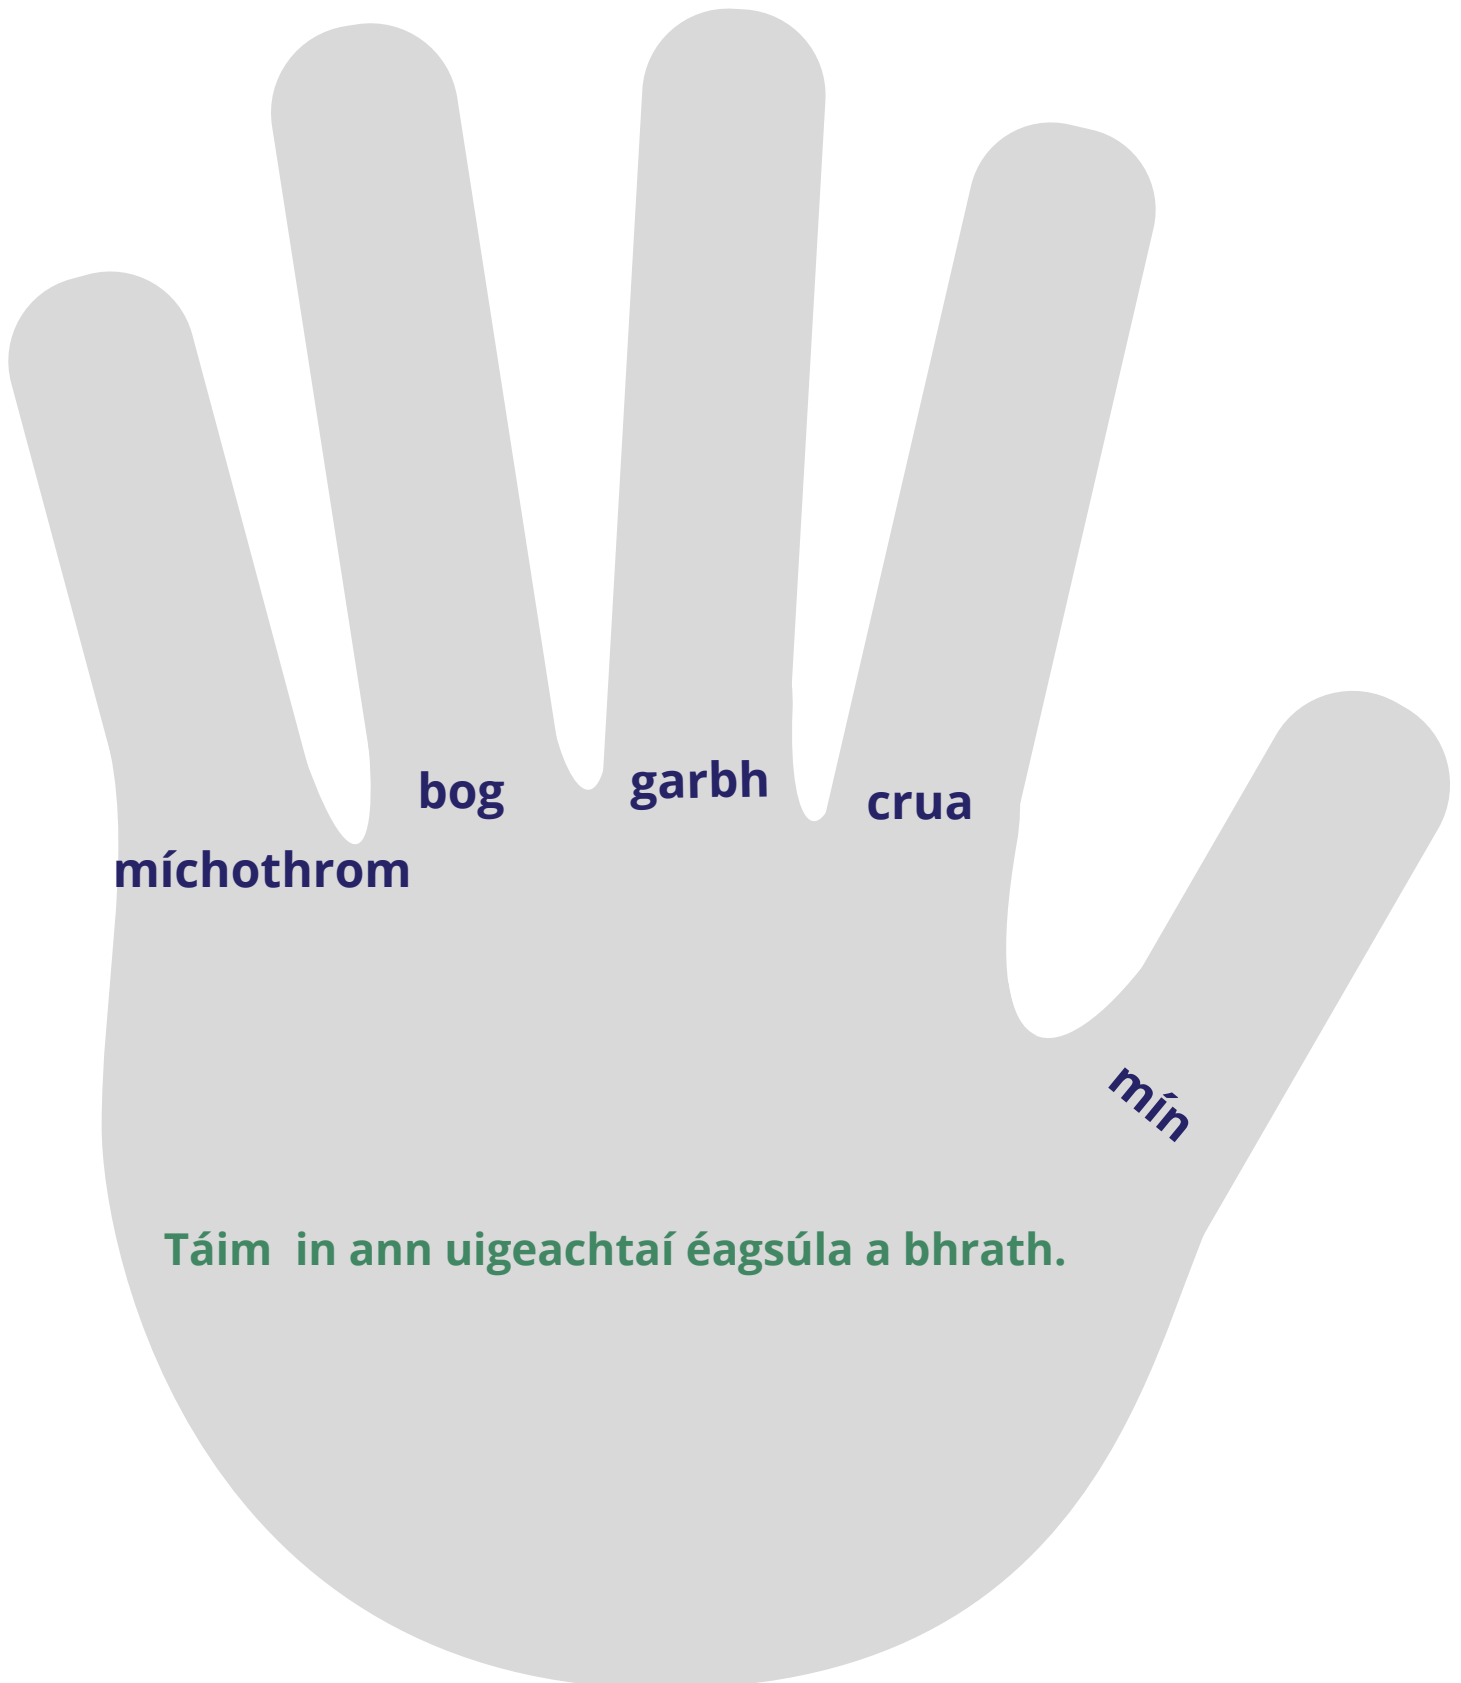 míchothrom
bog
garbh
crua
mín
Táim  in ann uigeachtaí éagsúla a bhrath.